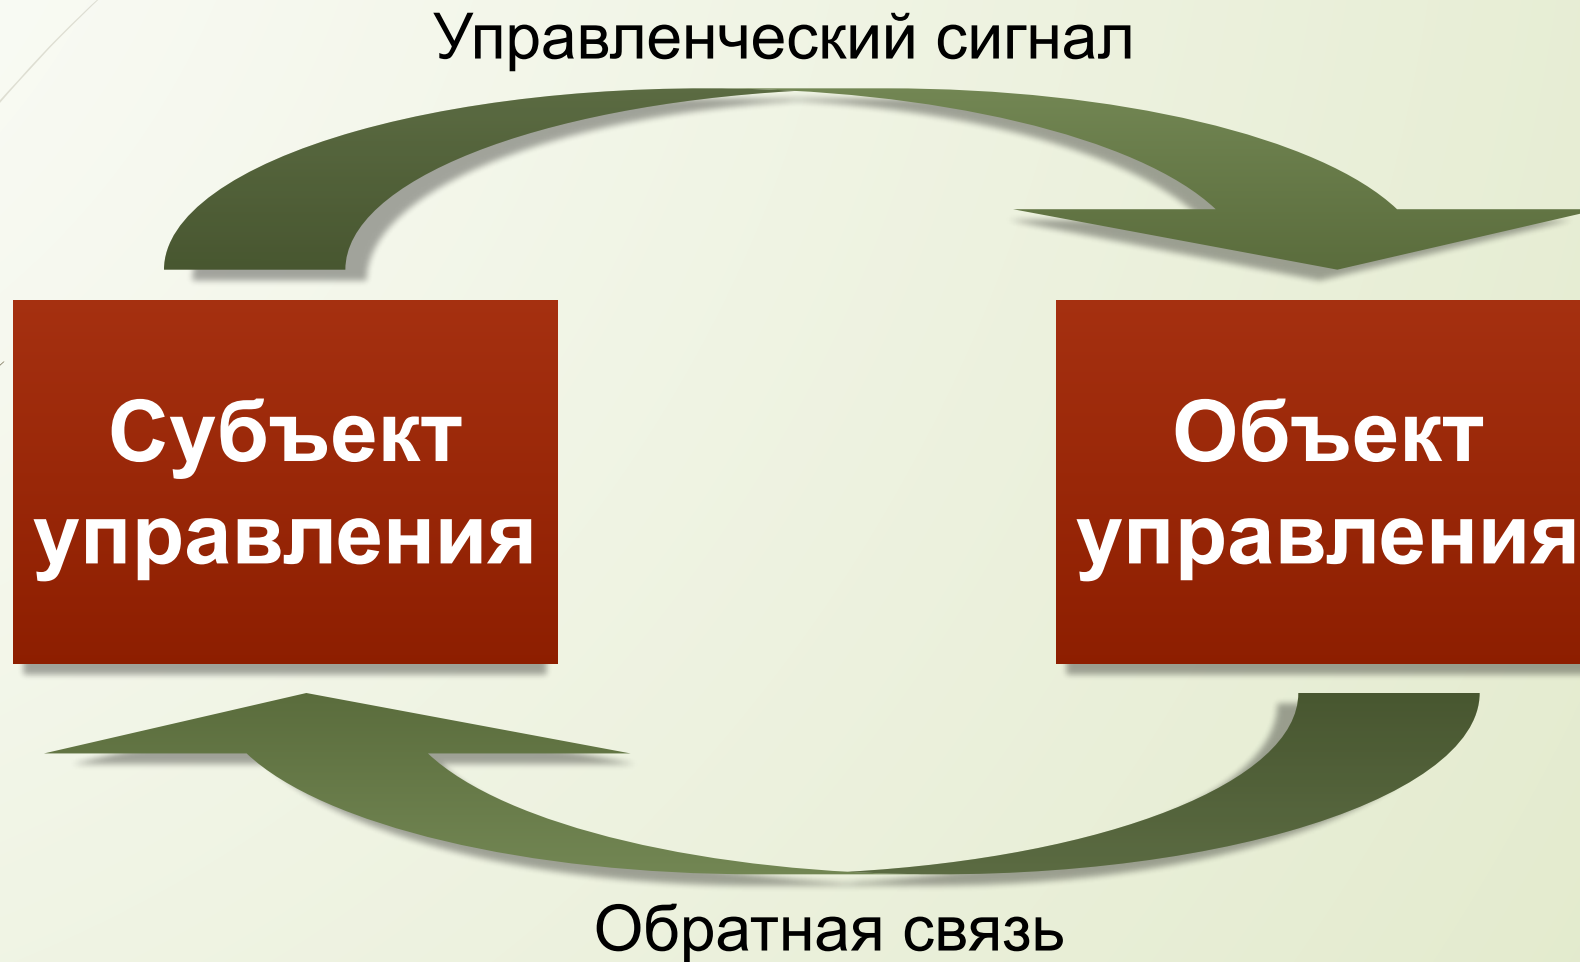 Управленческий сигнал
Субъект
управления
Объект
управления
Обратная связь